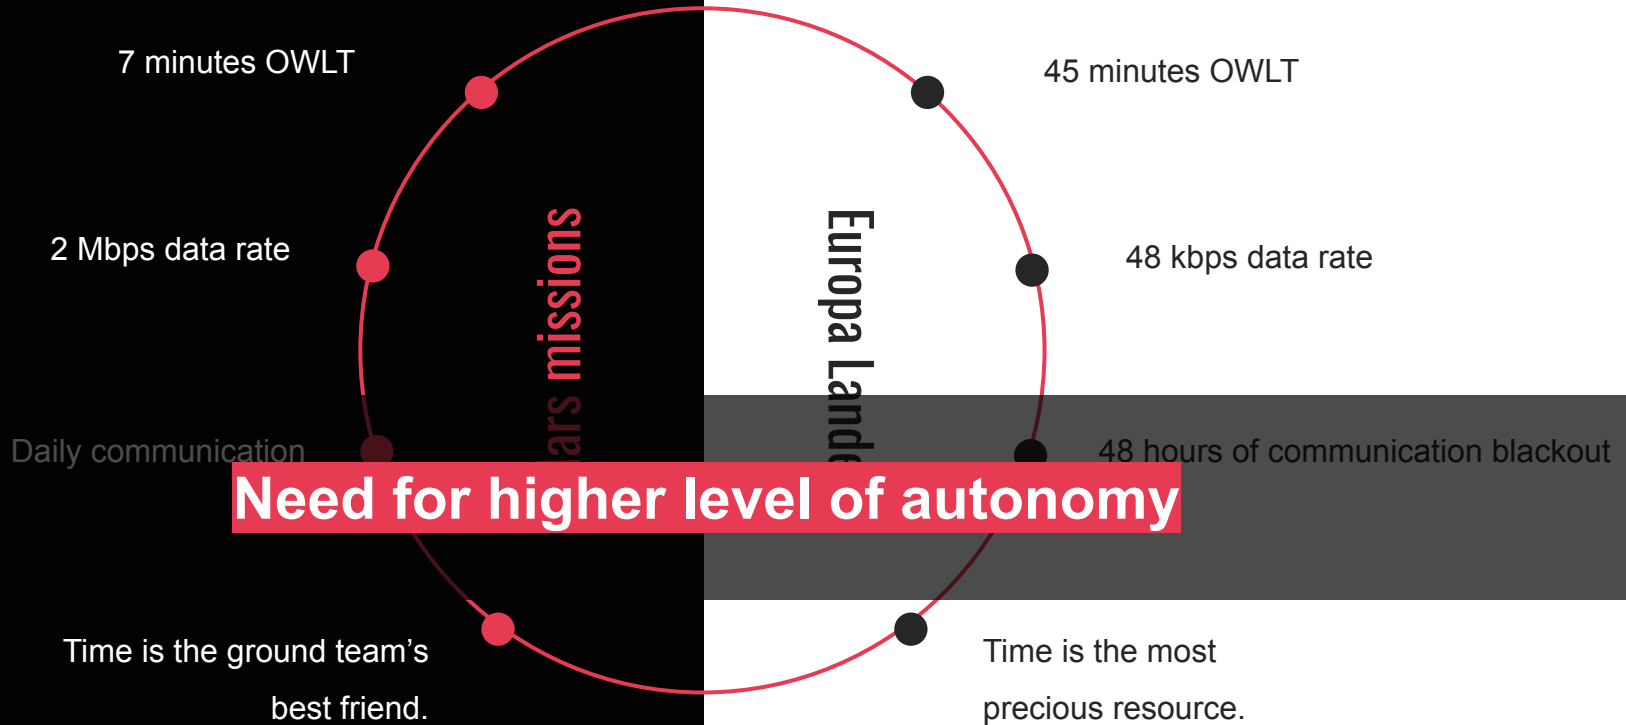 7 minutes OWLT
2 Mbps data rate
Daily communication
Time is the ground team’s
best friend.
missions
Europa
45 minutes OWLT
48 kbps data rate
48 hours of communication blackout
Time is the most
precious resource.
Need for higher level of autonomy